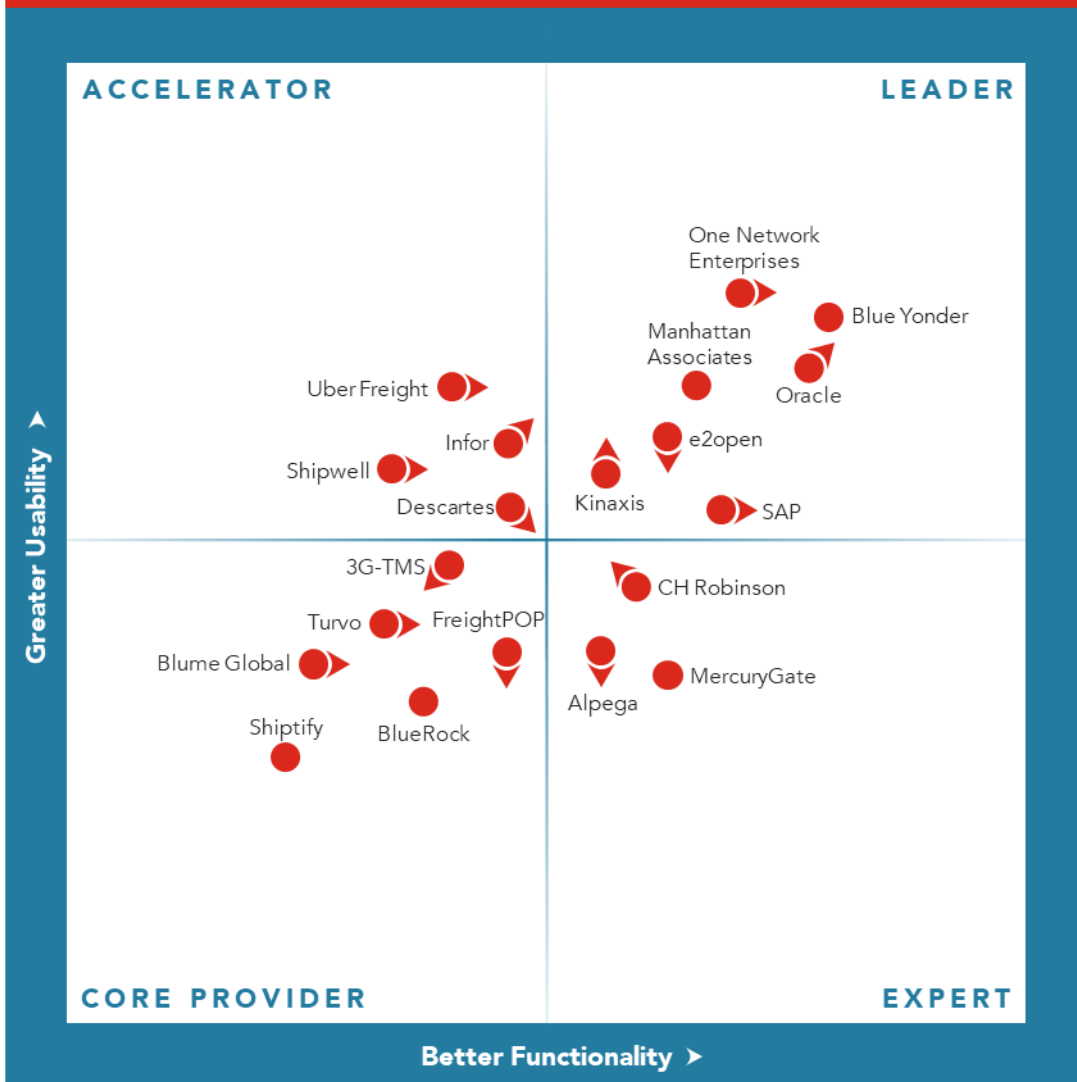 ACCELERATOR
LEADER
One Network
Enterprises
Blue Yonder
Manhattan
Associates
Oracle
Uber Freight
Infor
e2open
Shipwell
Kinaxis
Descartes
SAP
3G-TMS
CH Robinson
Turvo
FreightPOP
Blume Global
MercuryGate
Alpega
Shiptify
BlueRock
CORE PROVIDER
EXPERT
Greater Usability
Better Functionality